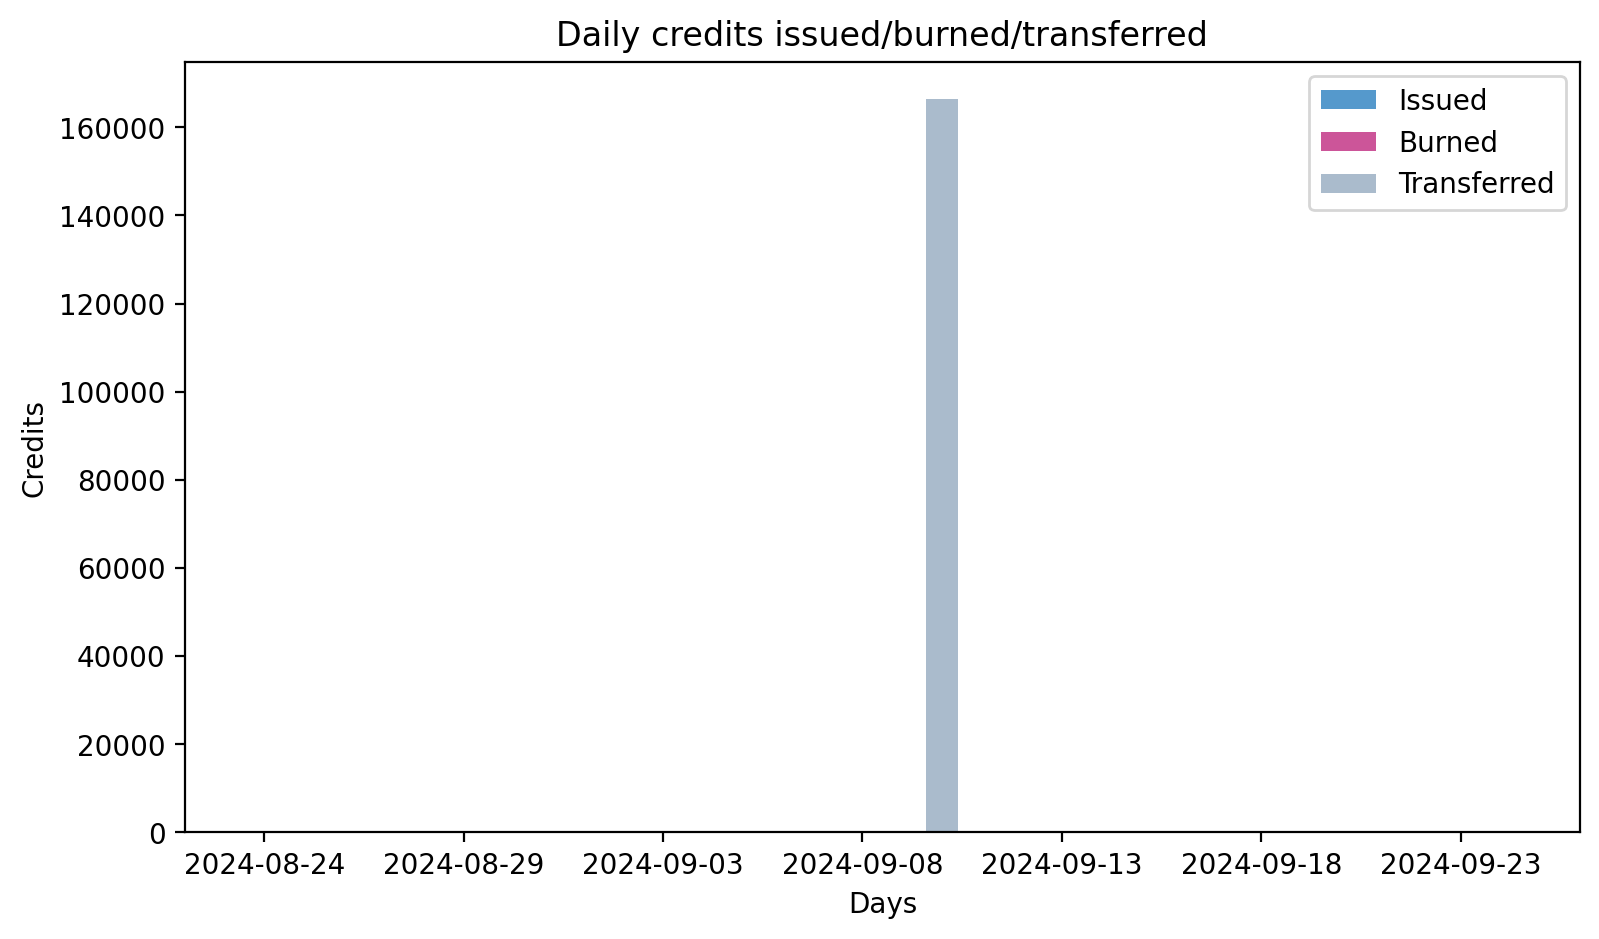 Daily credits issued/burned/transferred
Issued
Burned
Transferred
160000
140000
120000
100000
80000
60000
40000
20000
0
Credits
2024-08-24 2024-08-29 2024-09-03 2024-09-08 2024-09-13 2024-09-18 2024-09-23
Days